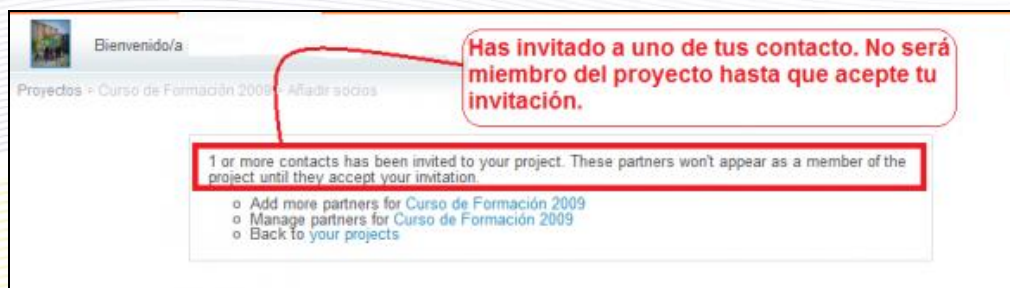 Bienvenido/a
Has invitado a uno de tus contacto. No será
miembro del proyecto hasta que acepte tu
invitación.
Proyectos > Curso de Formación 2009 > Añadir socios
1 or more contacts has been invited to your project. These partners won't appear as a member of the
project until they accept your invitation.
Add more partners for Curso de Formación 2009
Manage partners for Curso de Formación 2009
Back to your projects